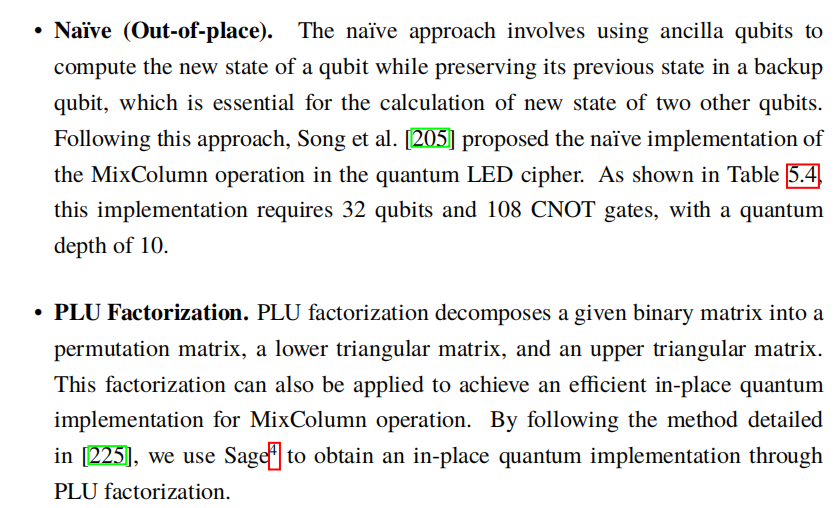 • Naïve (Out-of-place). The naïve approach involves using ancilla qubits to
compute the new state of a qubit while preserving its previous state in a backup
qubit, which is essential for the calculation of new state of two other qubits.
Following this approach, Song et al. [205] proposed the naïve implementation of
the MixColumn operation in the quantum LED cipher. As shown in Table 5.4,
this implementation requires 32 qubits and 108 CNOT gates, with a quantum
depth of 10.
• PLU Factorization. PLU factorization decomposes a given binary matrix into a
permutation matrix, a lower triangular matrix, and an upper triangular matrix.
This factorization can also be applied to achieve an efficient in-place quantum
implementation for MixColumn operation. By following the method detailed
in [225], we use Sage⁴ to obtain an in-place quantum implementation through
PLU factorization.